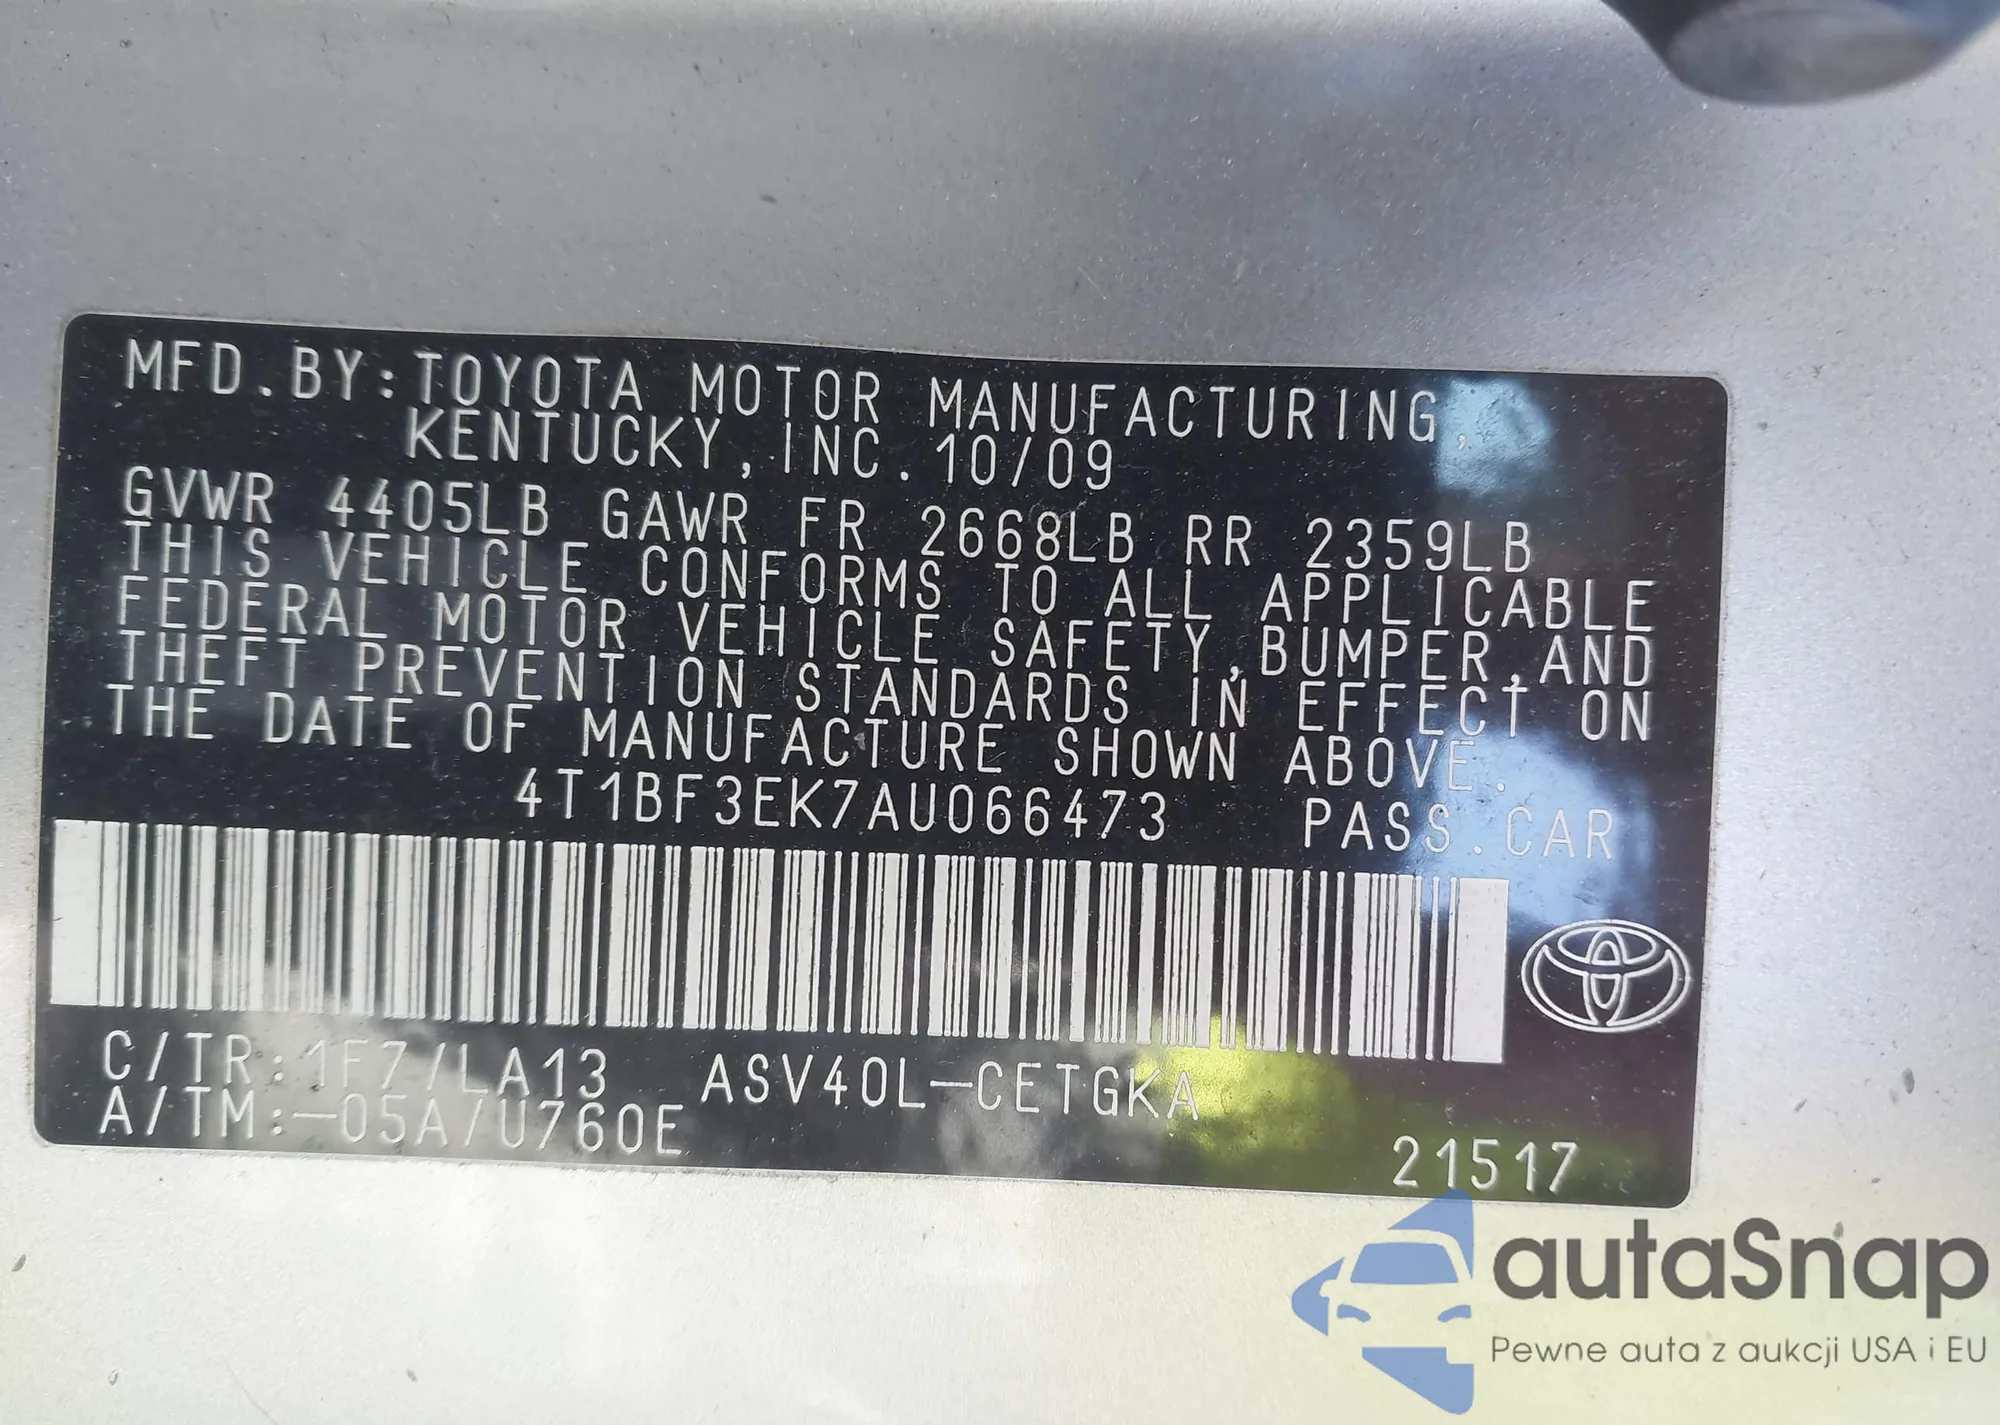 MFD.BY:TOYOTA MOTOR MANUFACTURING,
KENTUCKY, INC. 10/09
GVWR 4405LB GAWR FR 2668LB RR 2359LB
THIS VEHICLE CONFORMS TO ALL APPLICABLE
FEDERAL MOTOR VEHICLE SAFETY,BUMPER,AND
THEFT PREVENTION STANDARDS IN EFFECT ON
THE DATE OF MANUFACTURE SHOWN ABOVE.
4T1BF3EK7AU066473 PASS.CAR
C/TR:1F7/LA13 ASV40L-CETGKA
A/TM:-05A/U760E
21517
autaSnap
Pewne auta z aukcji USA i EU